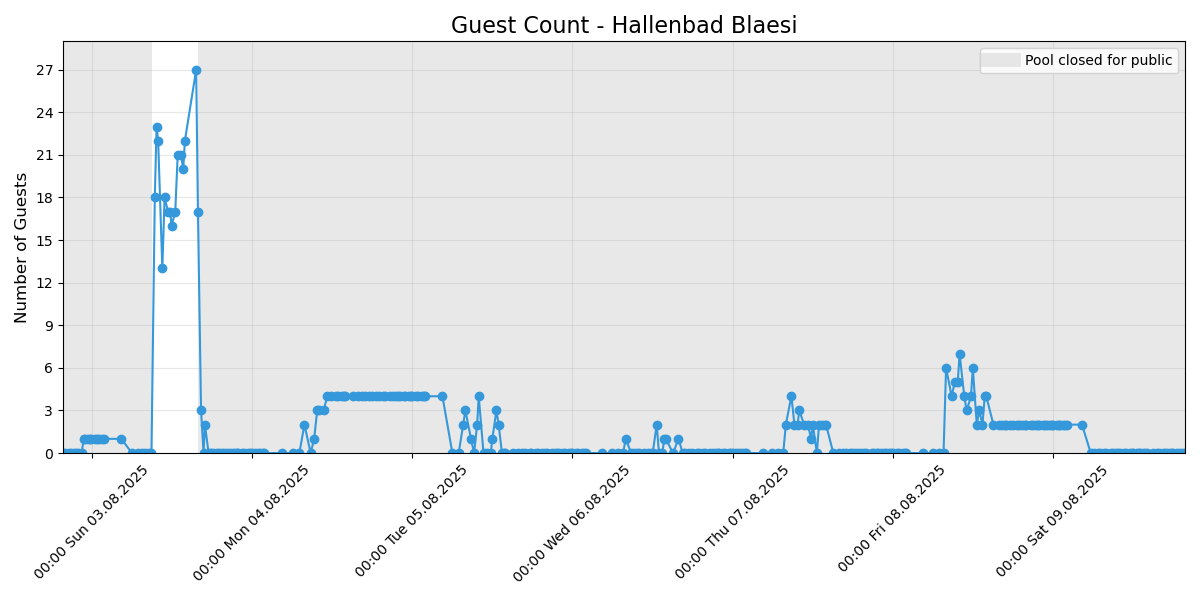 Guest Count - Hallenbad Blaesi
Pool closed for public
Number of Guests
27
24
21
18
15
12
9
6
3
0
00:00 Sun 03.08.2025
00:00 Mon 04.08.2025
00:00 Tue 05.08.2025
00:00 Wed 06.08.2025
00:00 Thu 07.08.2025
00:00 Fri 08.08.2025
00:00 Sat 09.08.2025